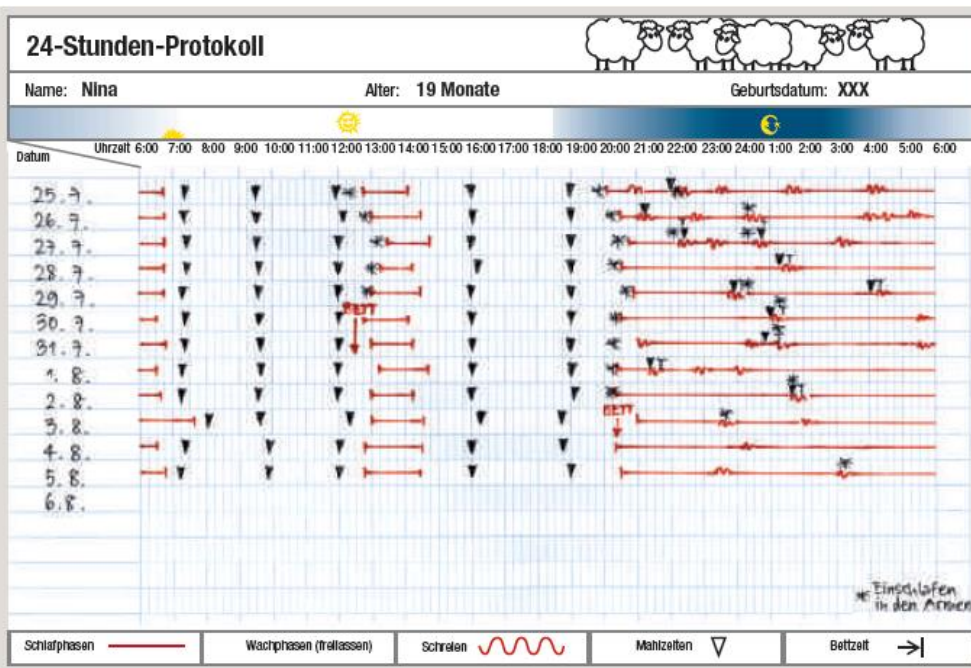 24-Stunden-Protokoll
Name: Nina Alter: 19 Monate Geburtsdatum: XXX
Uhrzeit 6:00 7:00 8:00 9:00 10:00 11:00 12:00 13:00 14:00 15:00 16:00 17:00 18:00 19:00 20:00 21:00 22:00 23:00 24:00 1:00 2:00 3:00 4:00 5:00 6:00
Datum
25.7.
26.7.
27.7.
28.7.
29.7.
BETT
30.7.
31.7.
1.8.
2.8.
BETT
3.8.
4.8.
5.8.
6.8.
* Einschlafen
in den Armen
Schlafphasen Wachphasen (freilassen) Schreien Mahlzeiten Bettzeit